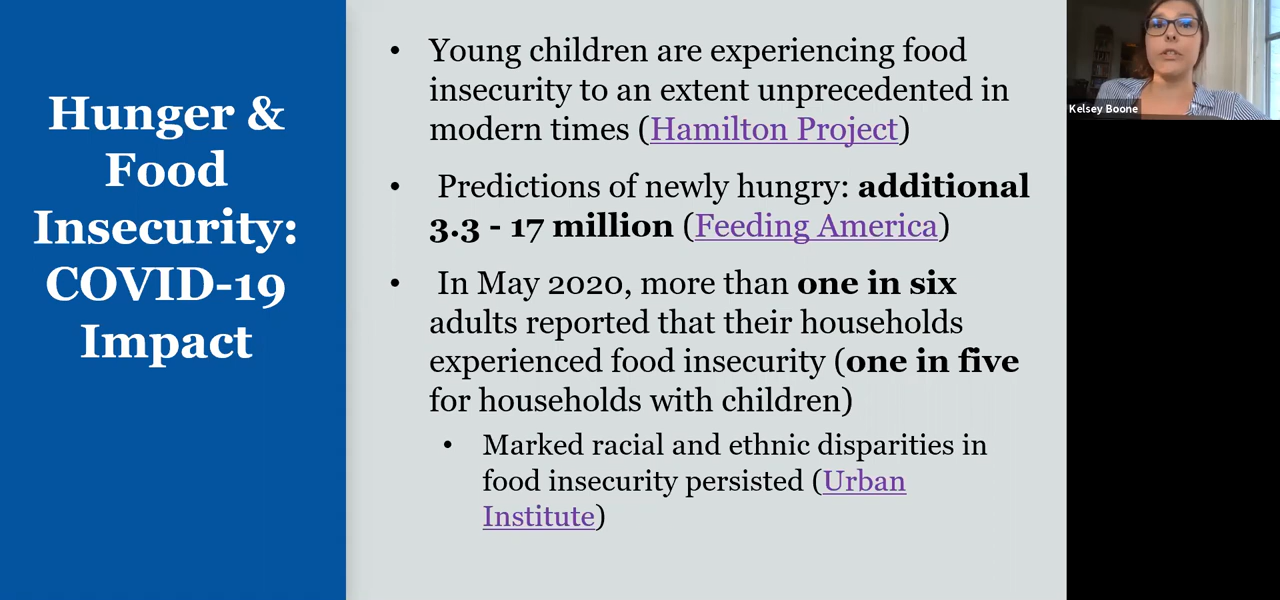 Hunger &
Food
Insecurity:
COVID-19
Impact
• Young children are experiencing food
insecurity to an extent unprecedented in
modern times (Hamilton Project)
• Predictions of newly hungry: additional
3.3 - 17 million (Feeding America)
• In May 2020, more than one in six
adults reported that their households
experienced food insecurity (one in five
for households with children)
• Marked racial and ethnic disparities in
food insecurity persisted (Urban
Institute)
Kelsey Boone